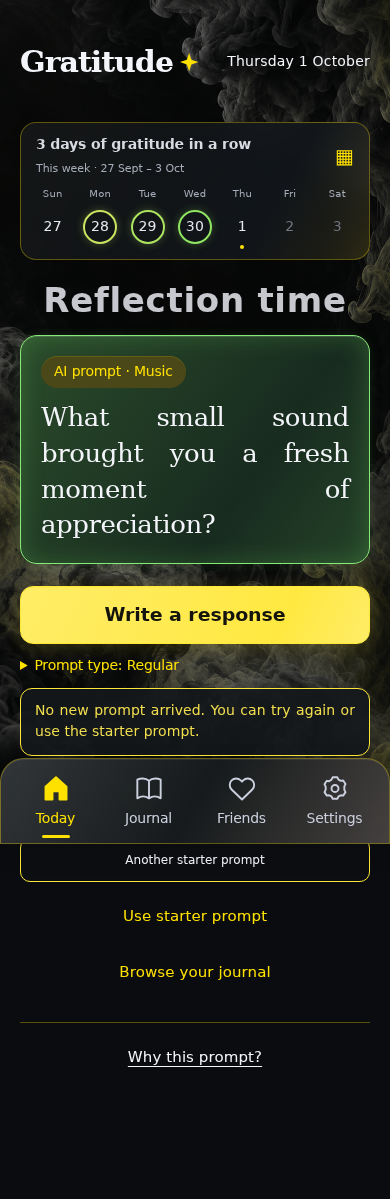 Gratitude
Thursday 1 October
3 days of gratitude in a row
This week · 27 Sept – 3 Oct
Sun Mon Tue Wed Thu Fri Sat
27 28 29 30 1 2 3
Reflection time
AI prompt · Music
What small sound
brought you a fresh
moment of
appreciation?
Write a response
Prompt type: Regular
No new prompt arrived. You can try again or
use the starter prompt.
Today Journal Friends Settings
Another starter prompt
Use starter prompt
Browse your journal
Why this prompt?